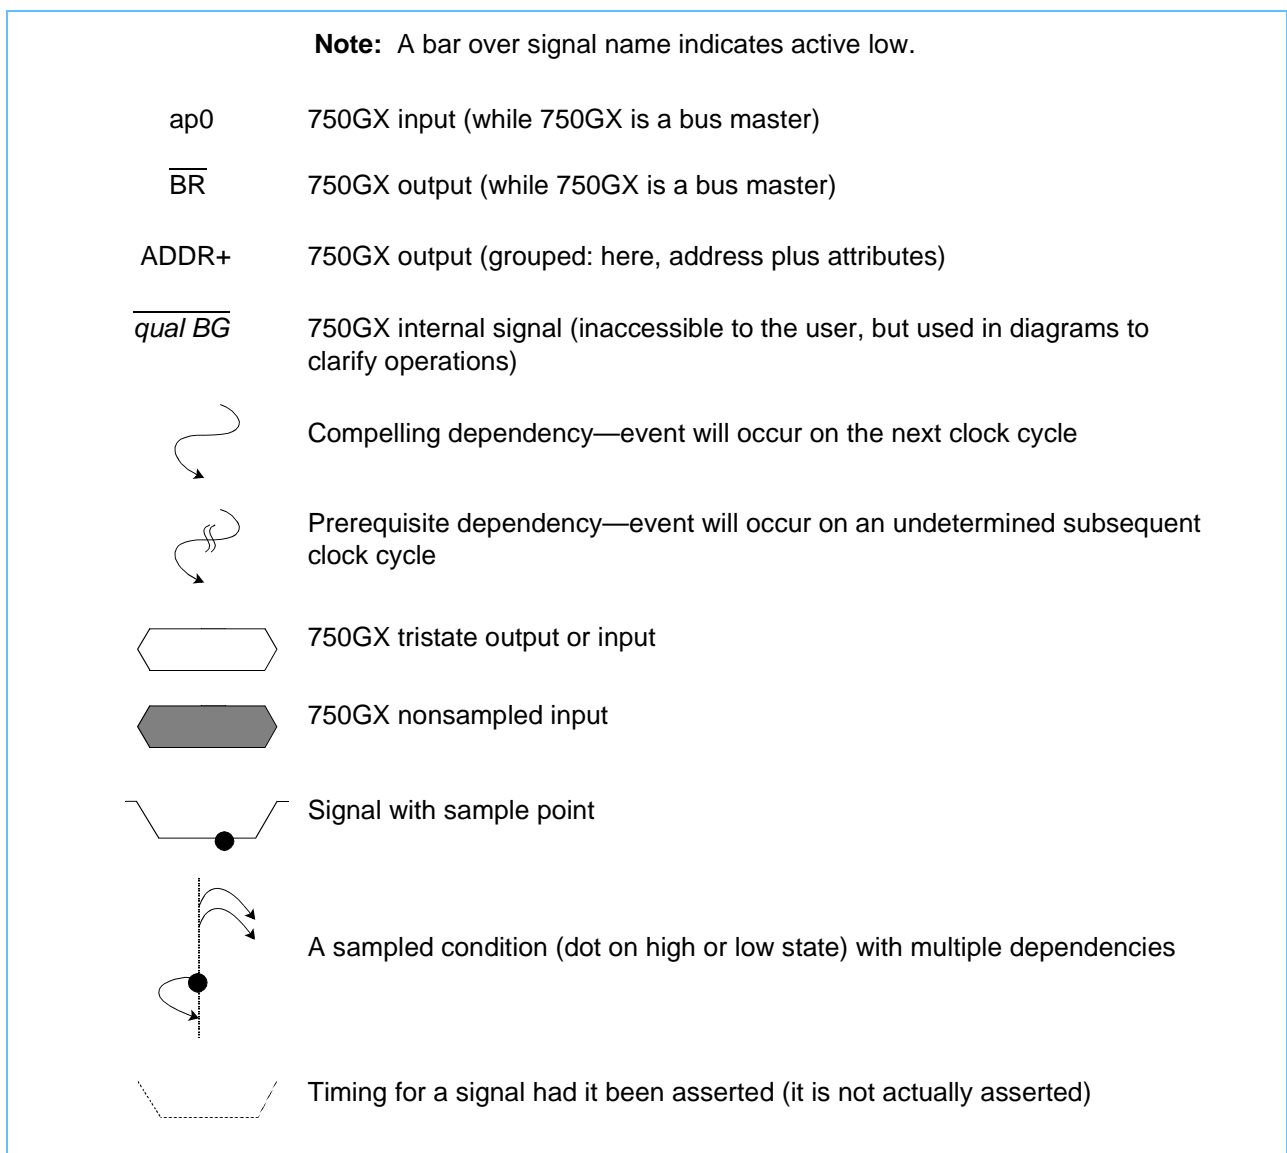 Note: A bar over signal name indicates active low.
ap0 750GX input (while 750GX is a bus master)
B̅R̅ 750GX output (while 750GX is a bus master)
ADDR+ 750GX output (grouped: here, address plus attributes)
q̅u̅a̅l̅ ̅B̅G̅ 750GX internal signal (inaccessible to the user, but used in diagrams to
clarify operations)
Compelling dependency—event will occur on the next clock cycle
Prerequisite dependency—event will occur on an undetermined subsequent
clock cycle
750GX tristate output or input
750GX nonsampled input
Signal with sample point
A sampled condition (dot on high or low state) with multiple dependencies
Timing for a signal had it been asserted (it is not actually asserted)